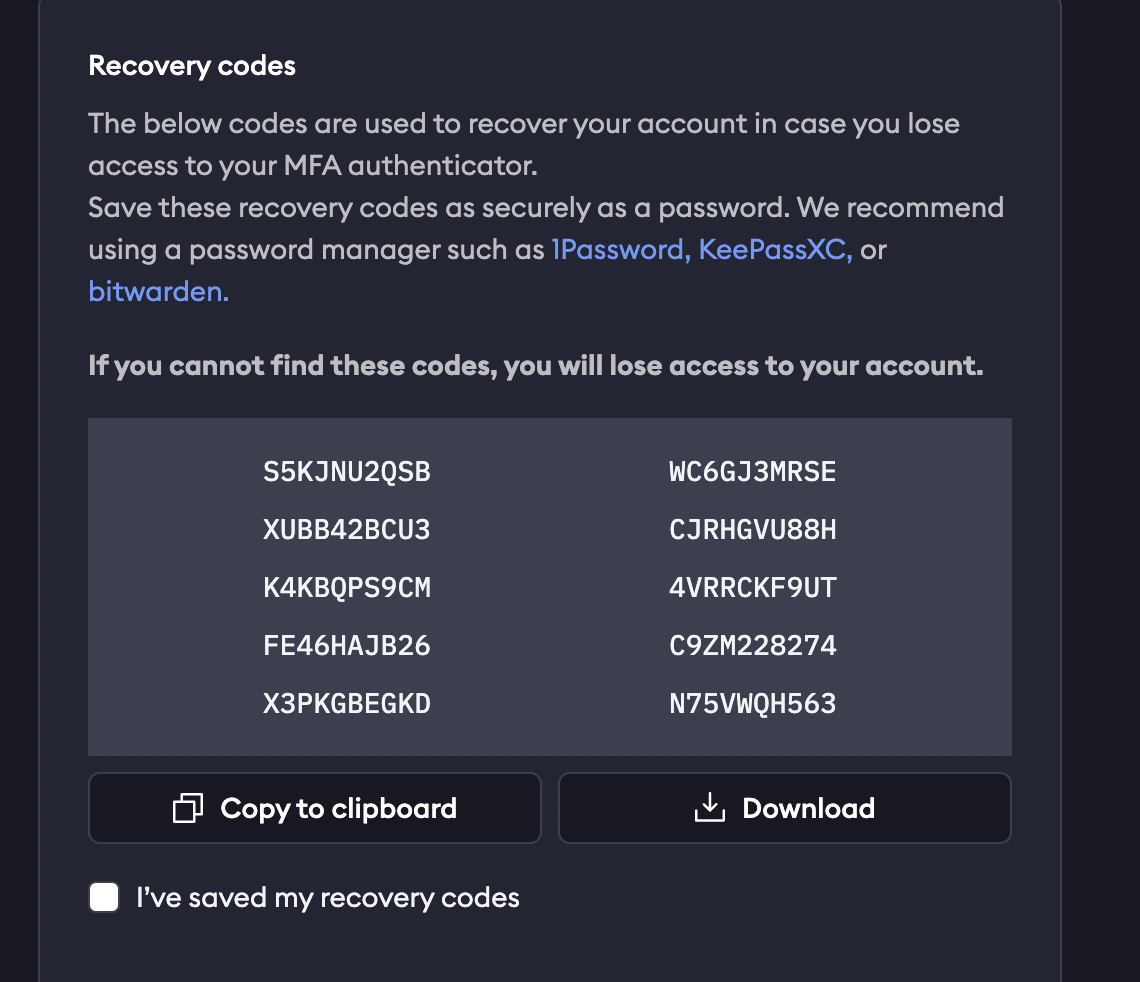 Recovery codes
The below codes are used to recover your account in case you lose
access to your MFA authenticator.
Save these recovery codes as securely as a password. We recommend
using a password manager such as 1Password, KeePassXC, or
bitwarden.
If you cannot find these codes, you will lose access to your account.
S5KJNU2QSB WC6GJ3MRSE
XUBB42BCU3 CJRHGVU88H
K4KBQPS9CM 4VRRCKF9UT
FE46HAJB26 C9ZM228274
X3PKGBEGKD N75VWQH563
Copy to clipboard Download
I’ve saved my recovery codes